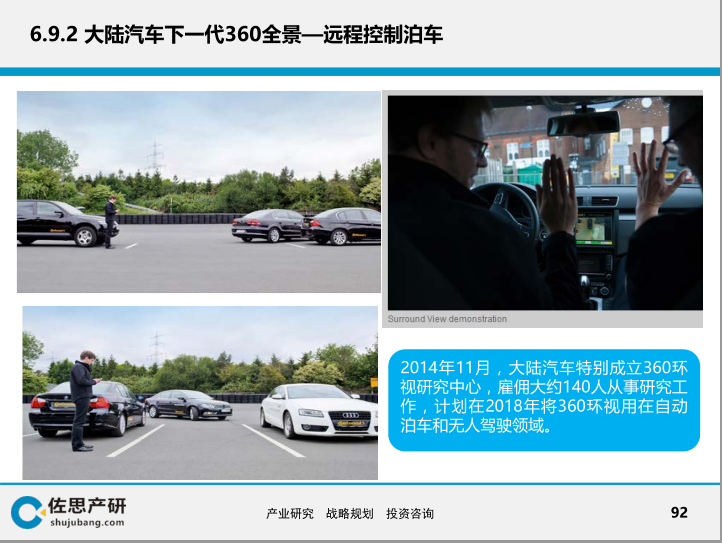 6.9.2 大陆汽车下一代360全景—远程控制泊车
Surround View demonstration
2014年11月，大陆汽车特别成立360环
视研究中心，雇佣大约140人从事研究工
作，计划在2018年将360环视用在自动
泊车和无人驾驶领域。
佐思产研
shujubang.com
产业研究 战略规划 投资咨询
92